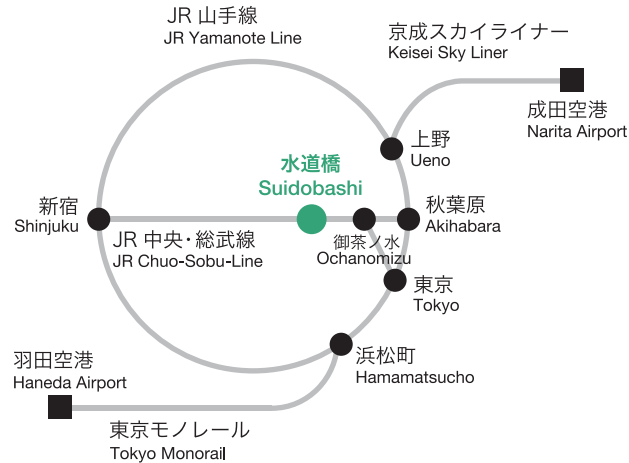 JR 山手線
JR Yamanote Line
京成スカイライナー
Keisei Sky Liner
成田空港
Narita Airport
上野
Ueno
水道橋
Suidobashi
新宿
Shinjuku
秋葉原
Akihabara
JR 中央・総武線
JR Chuo-Sobu-Line
御茶ノ水
Ochanomizu
東京
Tokyo
浜松町
Hamamatsucho
羽田空港
Haneda Airport
東京モノレール
Tokyo Monorail